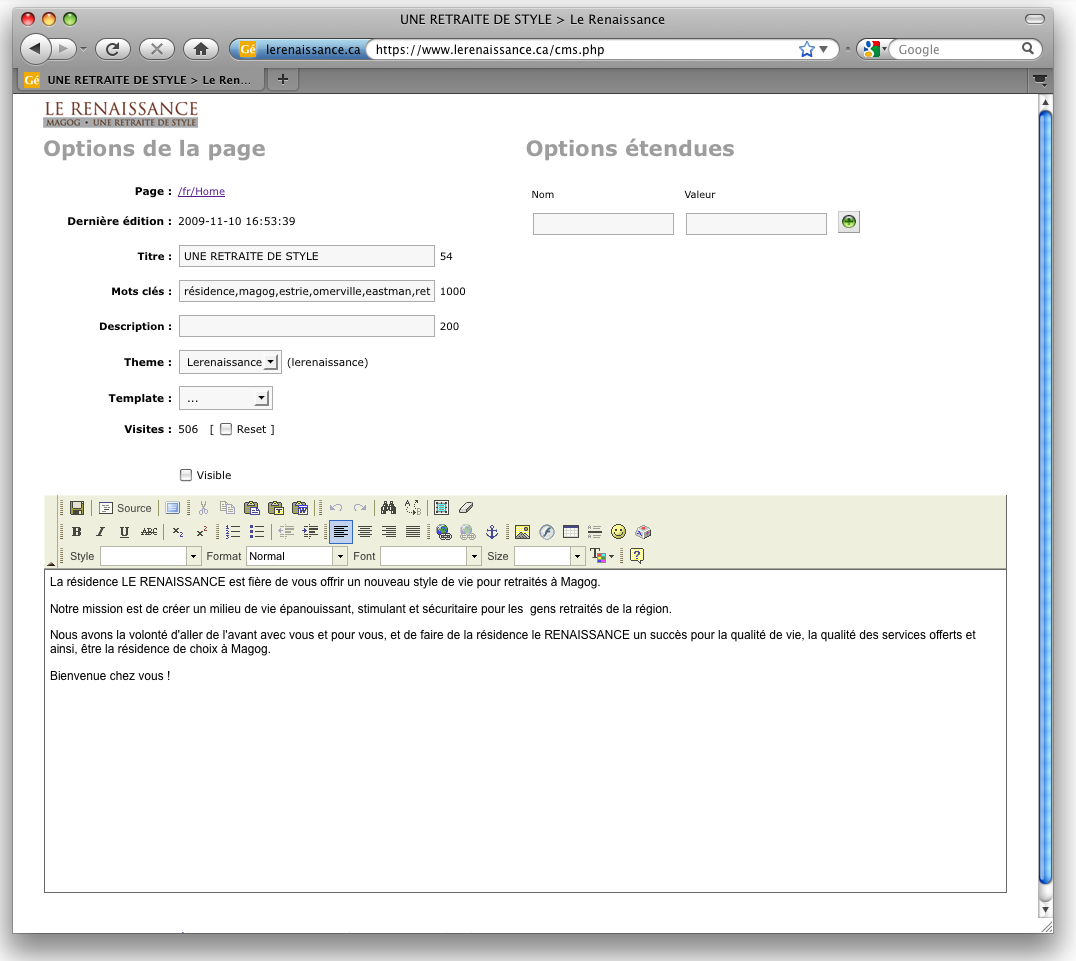 UNE RETRAITE DE STYLE > Le Renaissance
Gé lerenaissance.ca https://www.lerenaissance.ca/cms.php Google
Gé UNE RETRAITE DE STYLE > Le Ren... +
LE RENAISSANCE
MAGOG • UNE RETRAITE DE STYLE
Options de la page
Page : /fr/Home
Dernière édition : 2009-11-10 16:53:39
Titre : UNE RETRAITE DE STYLE 54
Mots clés : résidence,magog,estrie,omerville,eastman,ret 1000
Description : 200
Theme : Lerenaissance (lerenaissance)
Template : ...
Visites : 506 [ Reset ]
Visible
Options étendues
Nom Valeur
Source
B I U ABC X₂ X²
Style Format Normal Font Size
La résidence LE RENAISSANCE est fière de vous offrir un nouveau style de vie pour retraités à Magog.
Notre mission est de créer un milieu de vie épanouissant, stimulant et sécuritaire pour les  gens retraités de la région.
Nous avons la volonté d'aller de l'avant avec vous et pour vous, et de faire de la résidence le RENAISSANCE un succès pour la qualité de vie, la qualité des services offerts et
ainsi, être la résidence de choix à Magog.
Bienvenue chez vous !